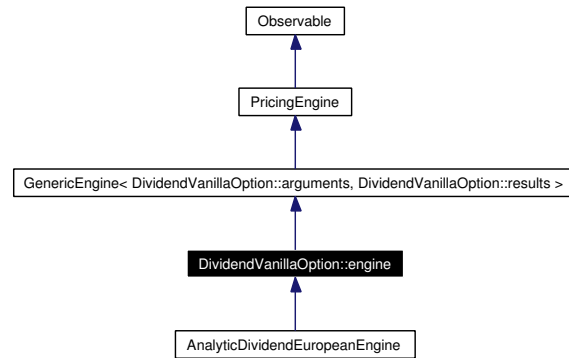 Observable
PricingEngine
GenericEngine< DividendVanillaOption::arguments, DividendVanillaOption::results >
DividendVanillaOption::engine
AnalyticDividendEuropeanEngine